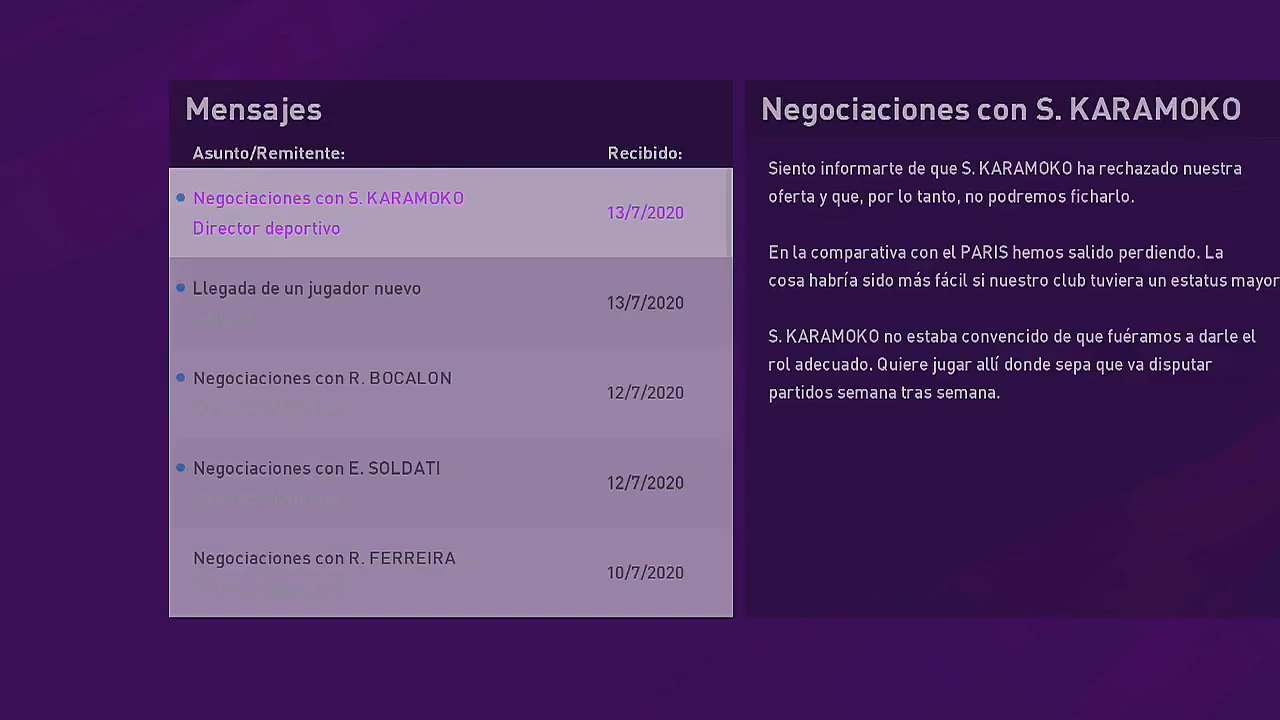 Mensajes
Asunto/Remitente: Recibido:
Negociaciones con S. KARAMOKO
Director deportivo
13/7/2020
Llegada de un jugador nuevo
13/7/2020
Negociaciones con R. BOCALON
12/7/2020
Negociaciones con E. SOLDATI
12/7/2020
Negociaciones con R. FERREIRA
10/7/2020
Negociaciones con S. KARAMOKO
Siento informarte de que S. KARAMOKO ha rechazado nuestra
oferta y que, por lo tanto, no podremos ficharlo.
En la comparativa con el PARIS hemos salido perdiendo. La
cosa habría sido más fácil si nuestro club tuviera un estatus mayor
S. KARAMOKO no estaba convencido de que fuéramos a darle el
rol adecuado. Quiere jugar allí donde sepa que va disputar
partidos semana tras semana.